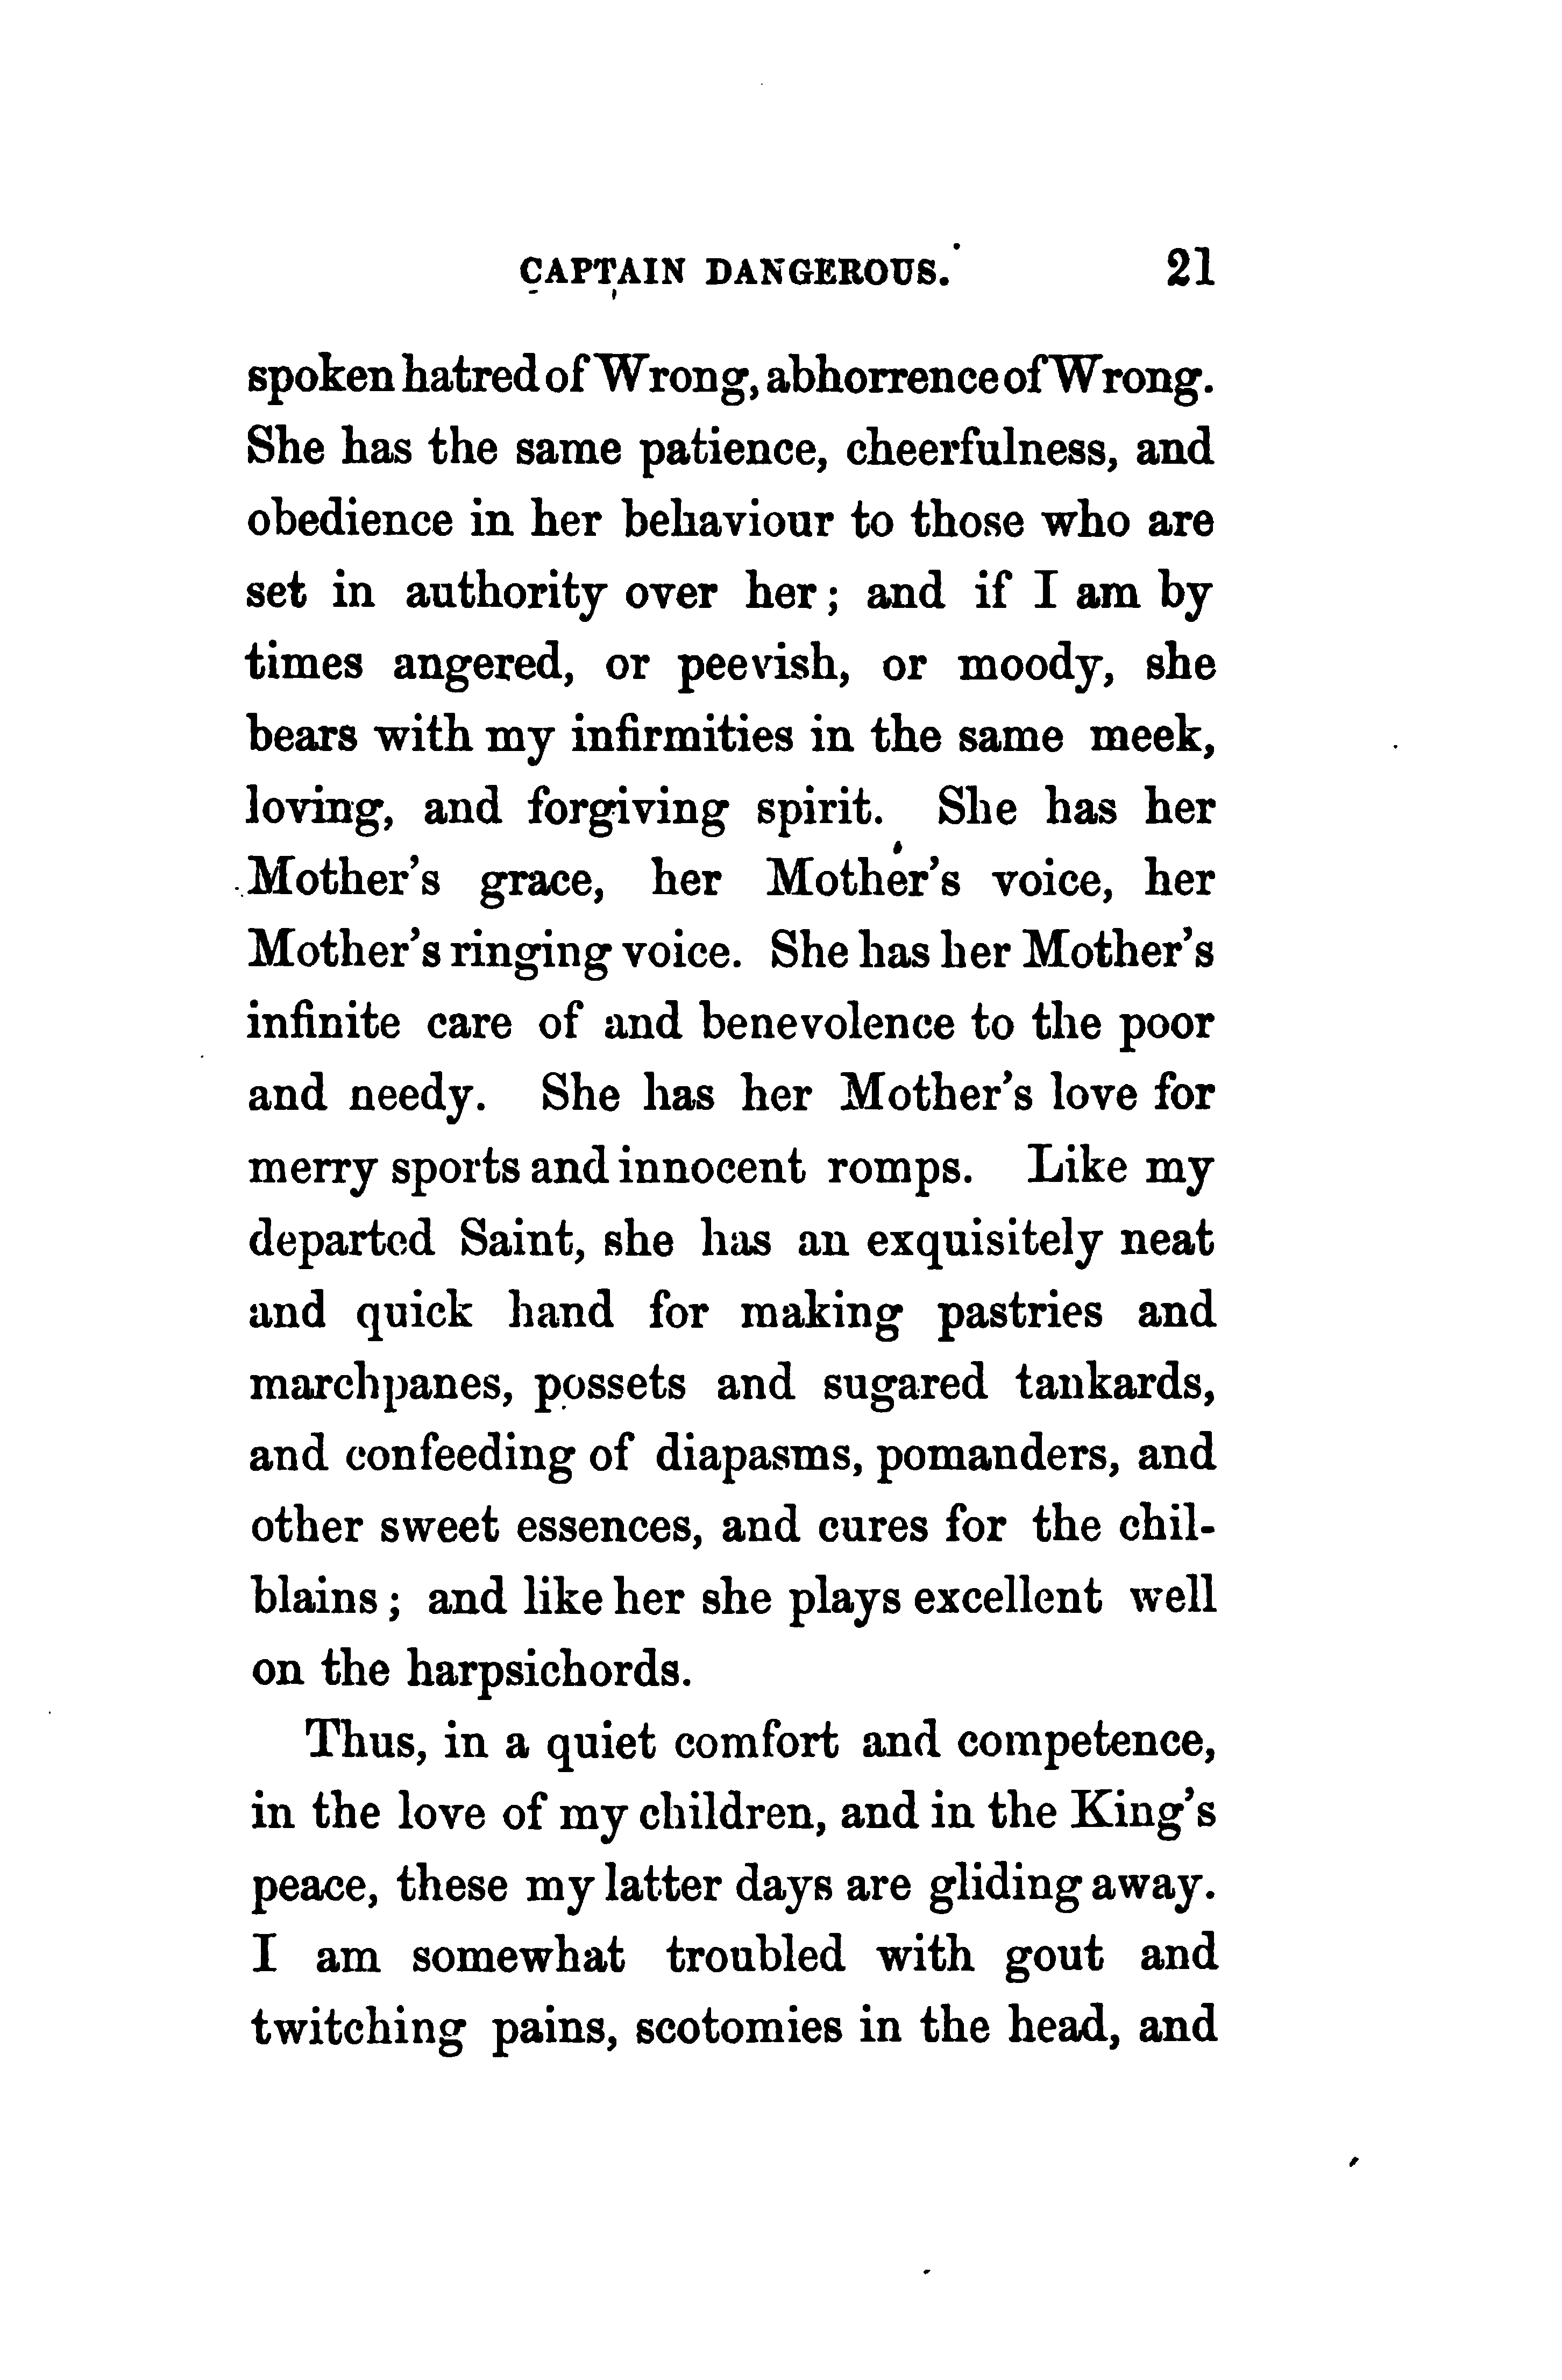 CAPTAIN DANGEROUS. 21
spoken hatred of Wrong, abhorrence of Wrong.
She has the same patience, cheerfulness, and
obedience in her behaviour to those who are
set in authority over her; and if I am by
times angered, or peevish, or moody, she
bears with my infirmities in the same meek,
loving, and forgiving spirit. She has her
Mother's grace, her Mother's voice, her
Mother's ringing voice. She has her Mother's
infinite care of and benevolence to the poor
and needy. She has her Mother's love for
merry sports and innocent romps. Like my
departed Saint, she has an exquisitely neat
and quick hand for making pastries and
marchpanes, possets and sugared tankards,
and confeeding of diapasms, pomanders, and
other sweet essences, and cures for the chil-
blains; and like her she plays excellent well
on the harpsichords.
Thus, in a quiet comfort and competence,
in the love of my children, and in the King's
peace, these my latter days are gliding away.
I am somewhat troubled with gout and
twitching pains, scotomies in the head, and